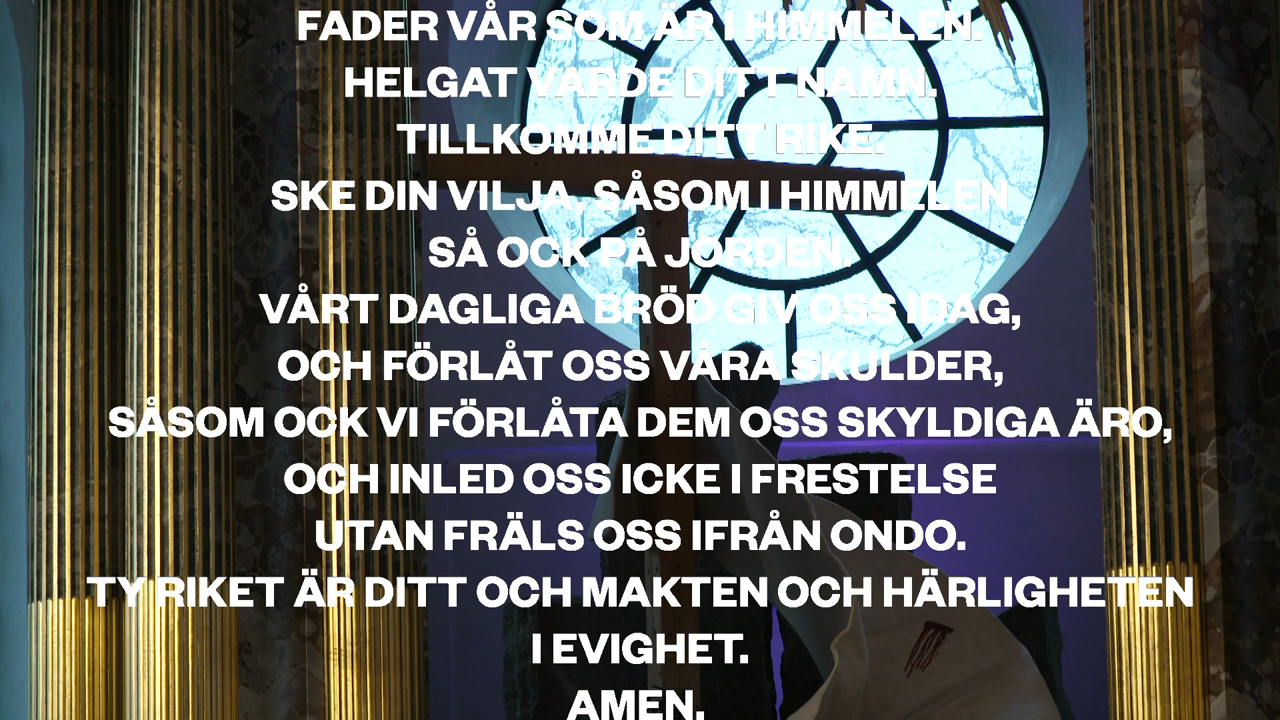 FADER VÅR SOM ÄR I HIMMELEN.
HELGAT VARDE DITT NAMN.
TILLKOMME DITT RIKE.
SKE DIN VILJA, SÅSOM I HIMMELEN
SÅ OCK PÅ JORDEN.
VÅRT DAGLIGA BRÖD GIV OSS IDAG,
OCH FÖRLÅT OSS VÅRA SKULDER,
SÅSOM OCK VI FÖRLÅTA DEM OSS SKYLDIGA ÄRO,
OCH INLED OSS ICKE I FRESTELSE
UTAN FRÄLS OSS IFRÅN ONDO.
TY RIKET ÄR DITT OCH MAKTEN OCH HÄRLIGHETEN
I EVIGHET.
AMEN.